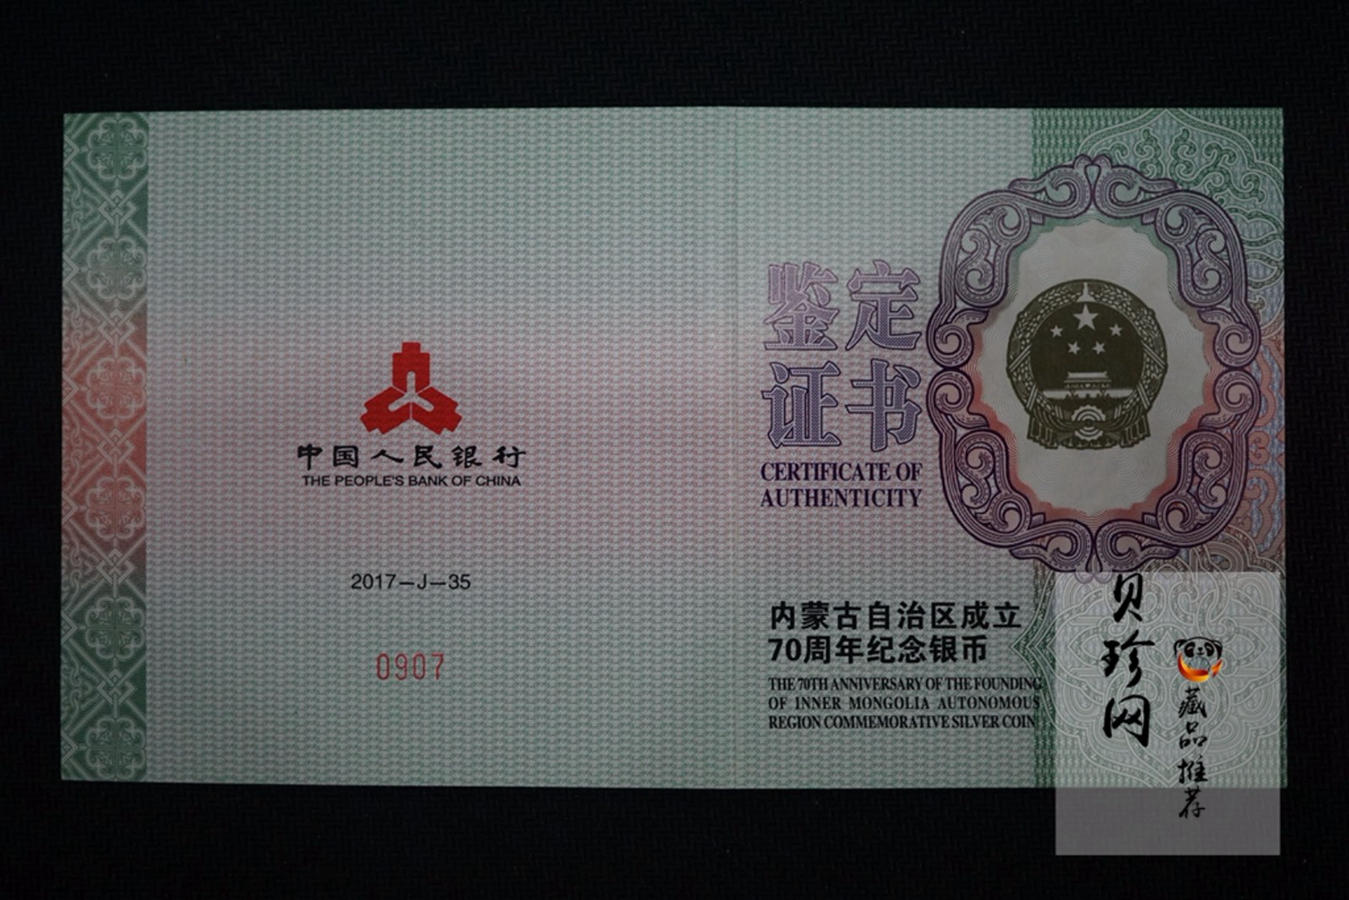 中国人民银行
THE PEOPLE'S BANK OF CHINA
2017-J-35
0907
鉴定
证书
CERTIFICATE OF
AUTHENTICITY
内蒙古自治区成立
70周年纪念银币
THE 70TH ANNIVERSARY OF THE FOUNDING
OF INNER MONGOLIA AUTONOMOUS
REGION COMMEMORATIVE SILVER COIN
贝珍网
藏品推荐